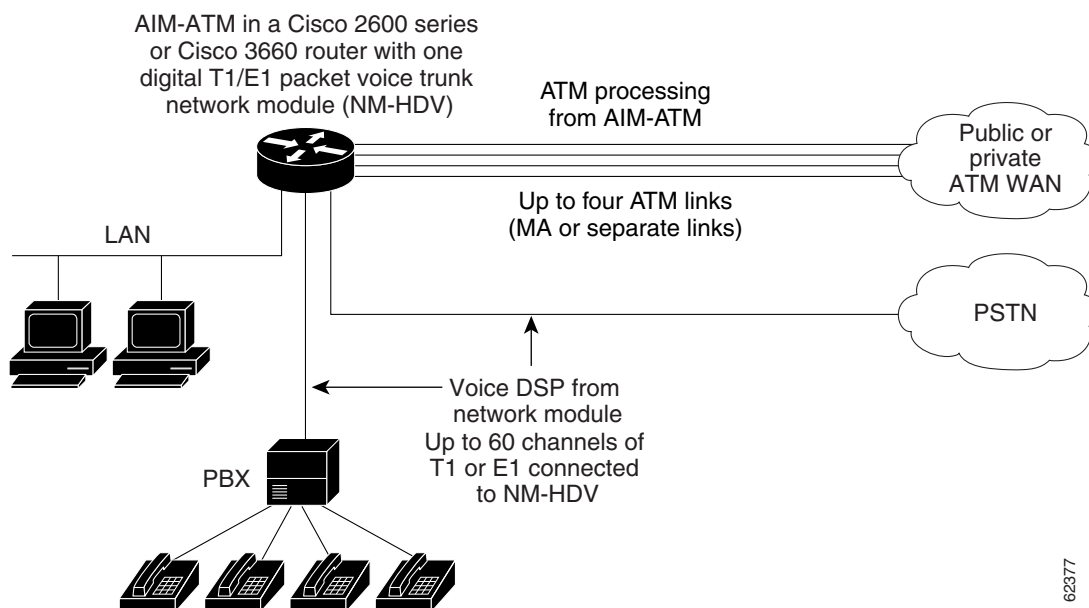 AIM-ATM in a Cisco 2600 series
or Cisco 3660 router with one
digital T1/E1 packet voice trunk
network module (NM-HDV)
ATM processing
from AIM-ATM
Public or
private
ATM WAN
Up to four ATM links
(MA or separate links)
LAN
PSTN
Voice DSP from
network module
Up to 60 channels of
T1 or E1 connected
to NM-HDV
PBX
62377